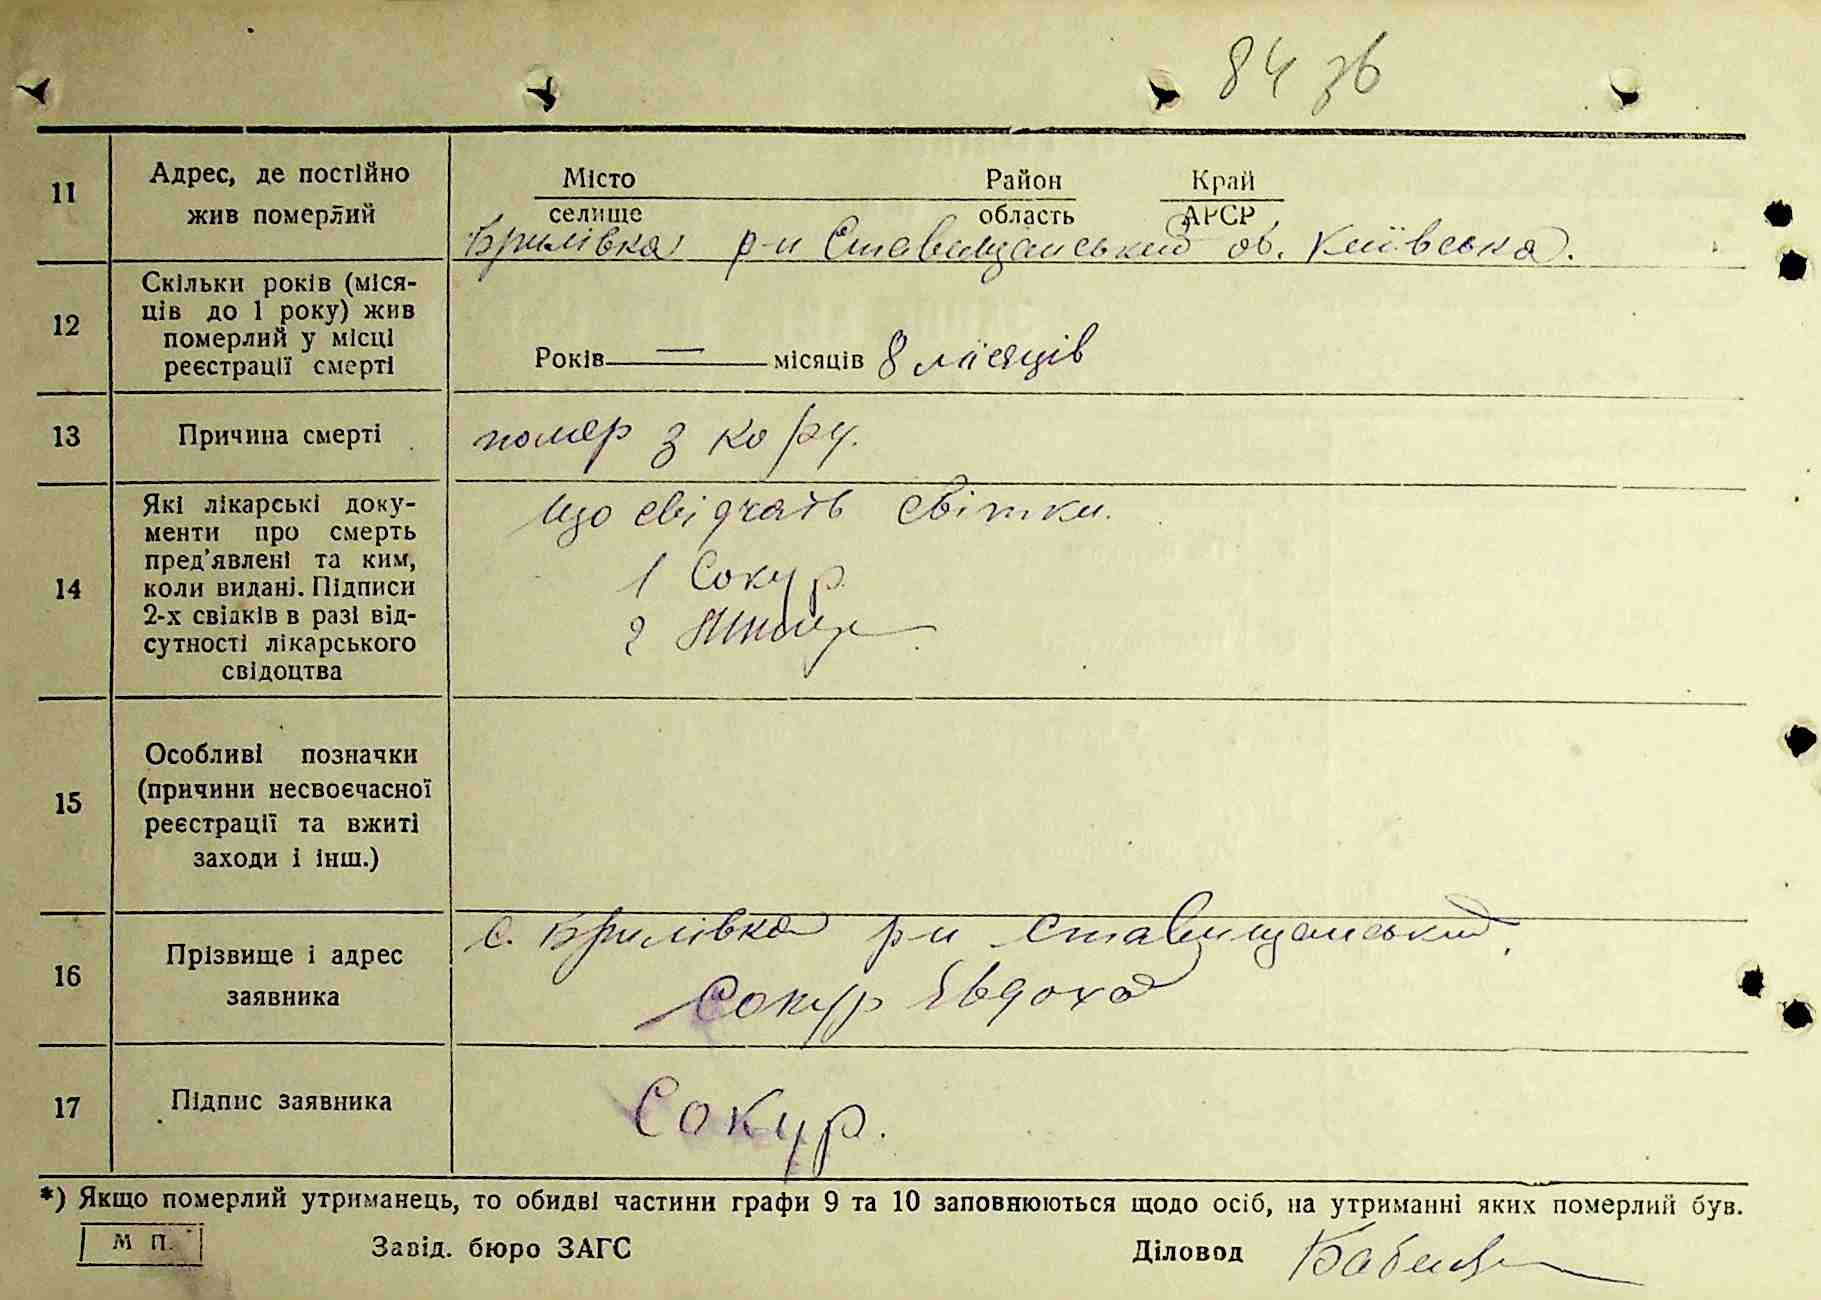 84 зв
11
Адрес, де постійно
жив померлий
Місто Район Край
селище область АРСР
Брилівка р-н Ставищанський об. Київська.
12
Скільки років (міся-
ців до 1 року) жив
померлий у місці
реєстрації смерті
Років — місяців 8 місяців
13
Причина смерті
помер з кору.
14
Які лікарські доку-
менти про смерть
пред'явлені та ким,
коли видані. Підписи
2-х свідків в разі від-
сутності лікарського
свідоцтва
що свідчать світки.
1 Сокур
2
15
Особливі позначки
(причини несвоєчасної
реєстрації та вжиті
заходи і інш.)
16
Прізвище і адрес
заявника
с. Брилівка р-н Ставищанський,
Сокур Євдоха
17
Підпис заявника
Сокур.
*) Якщо померлий утриманець, то обидві частини графи 9 та 10 заповнюються щодо осіб, на утриманні яких померлий був.
М П. Завід. бюро ЗАГС Діловод